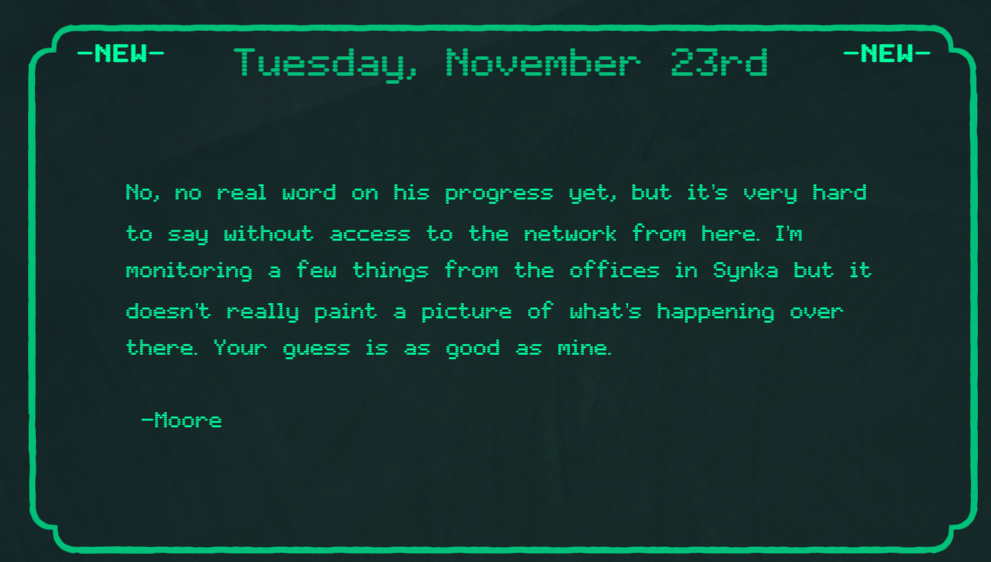 -NEW- Tuesday, November 23rd -NEW-
No, no real word on his progress yet, but it's very hard
to say without access to the network from here. I'm
monitoring a few things from the offices in Synka but it
doesn't really paint a picture of what's happening over
there. Your guess is as good as mine.
-Moore